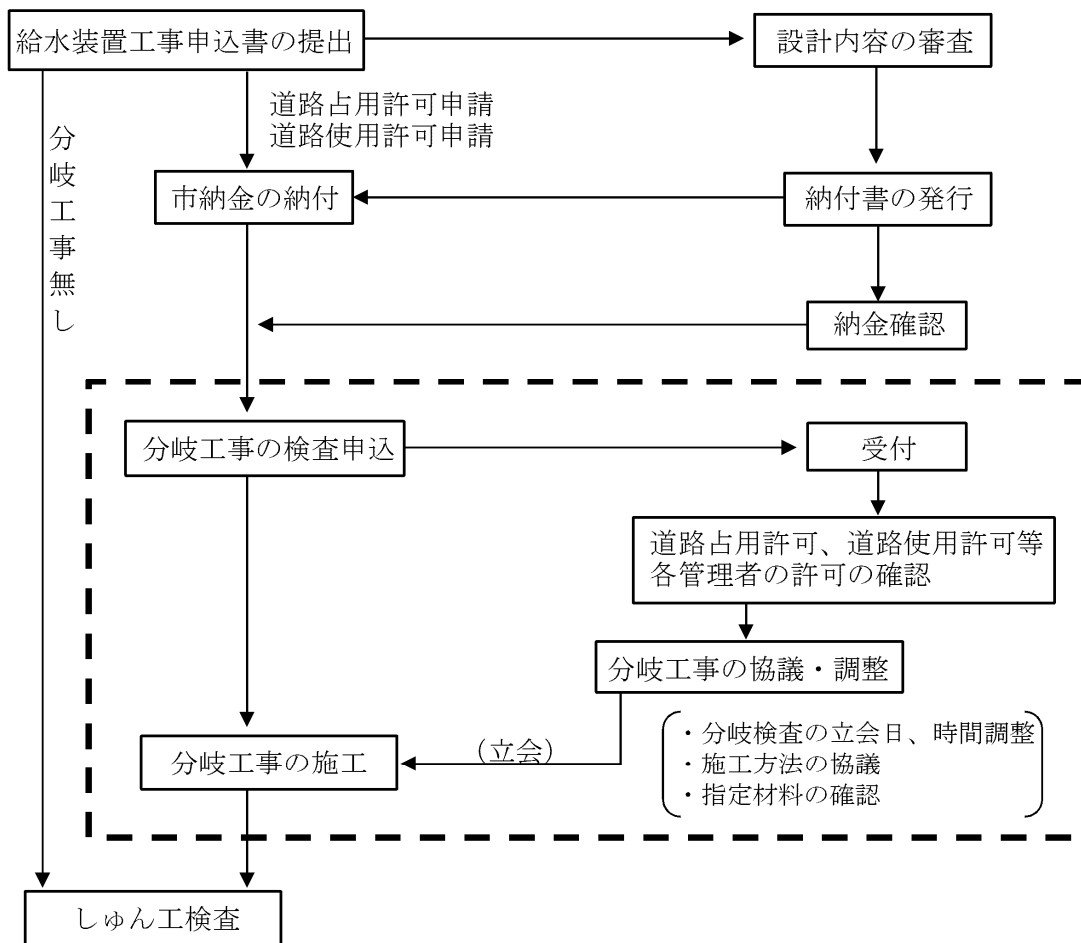 給水装置工事申込書の提出
設計内容の審査
道路占用許可申請
道路使用許可申請
分岐工事無し
市納金の納付
納付書の発行
納金確認
分岐工事の検査申込
受付
道路占用許可、道路使用許可等
各管理者の許可の確認
分岐工事の協議・調整
・分岐検査の立会日、時間調整
・施工方法の協議
・指定材料の確認
(立会)
分岐工事の施工
しゅん工検査